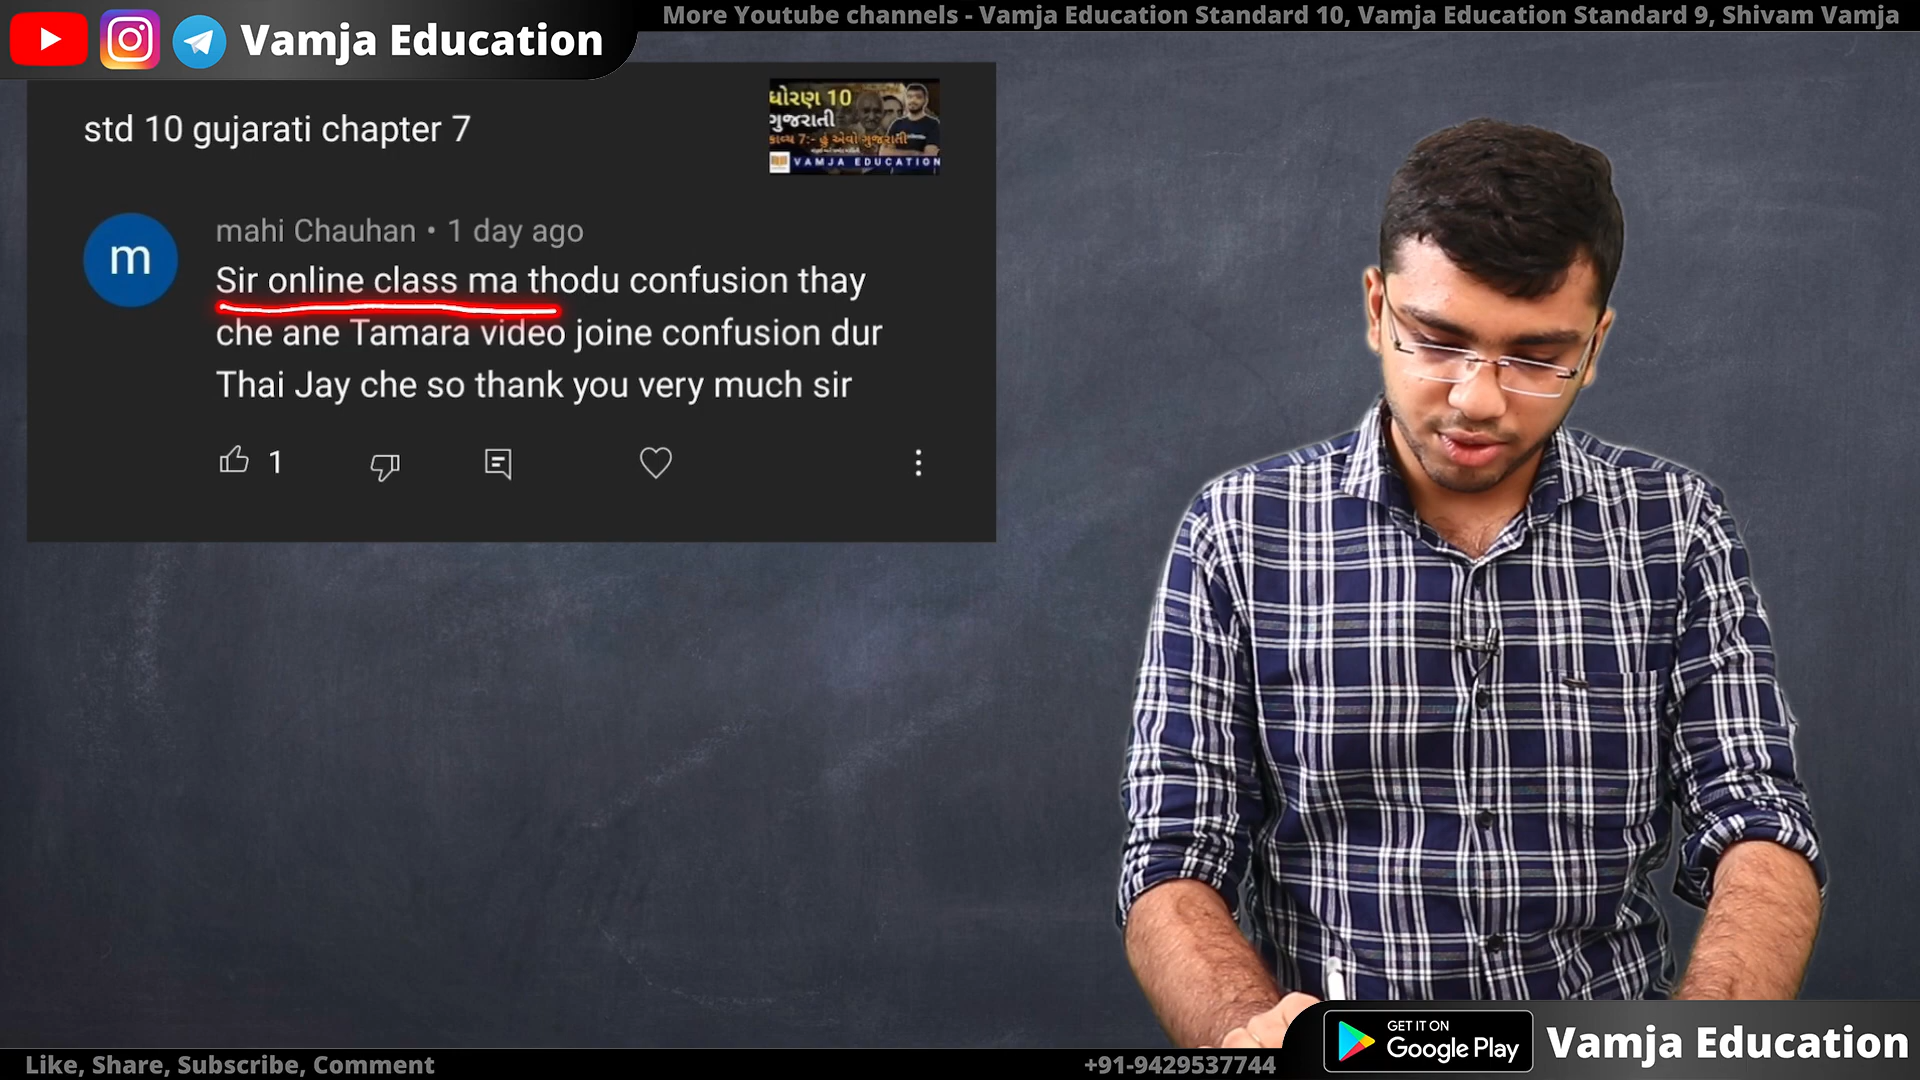 More Youtube channels - Vamja Education Standard 10, Vamja Education Standard 9, Shivam Vamja
Vamja Education
std 10 gujarati chapter 7
ધોરણ 10
ગુજરાતી
કાવ્ય 7:- હું એવો ગુજરાતી
VAMJA EDUCATION
m
mahi Chauhan • 1 day ago
Sir online class ma thodu confusion thay
che ane Tamara video joine confusion dur
Thai Jay che so thank you very much sir
1
GET IT ON
Google Play
Vamja Education
Like, Share, Subscribe, Comment
+91-9429537744